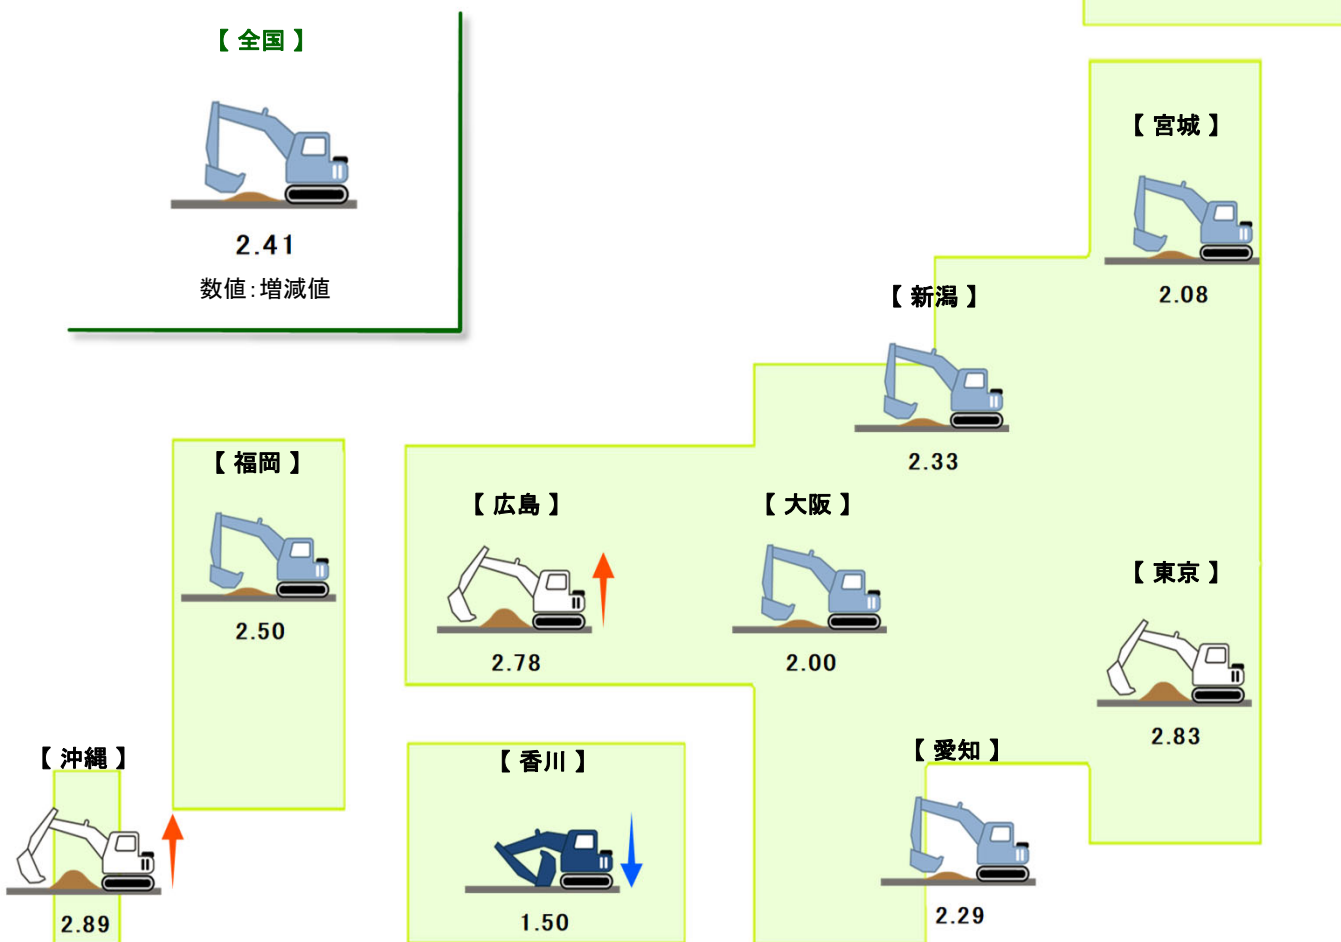 【 全国 】
2.41
数値:増減値
【 宮城 】
2.08
【 新潟 】
2.33
【 福岡 】
2.50
【 広島 】
2.78
【 大阪 】
2.00
【 東京 】
2.83
【 沖縄 】
2.89
【 香川 】
1.50
【 愛知 】
2.29